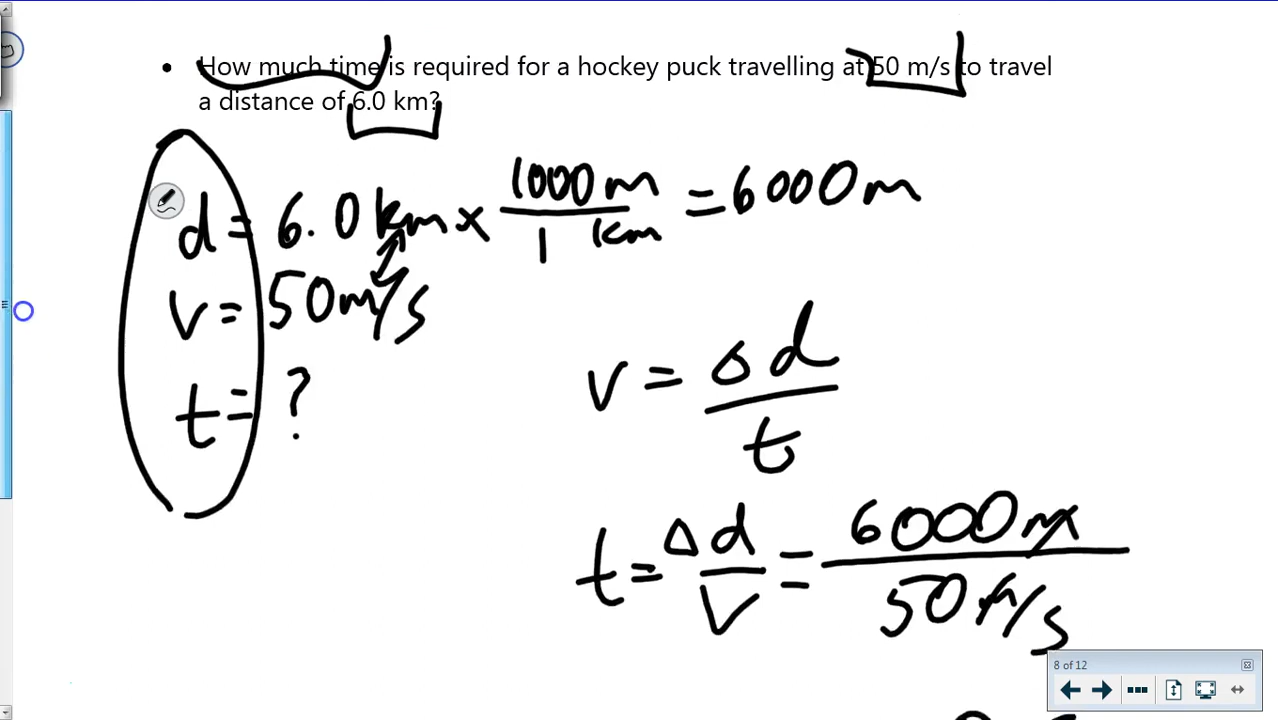 • How much time is required for a hockey puck travelling at 50 m/s to travel
a distance of 6.0 km?
d = 6.0 km x 1000 m / 1 km = 6000 m
v = 50 m/s
t = ?
v = Δd / t
t = Δd / v = 6000 m / 50 m/s
8 of 12